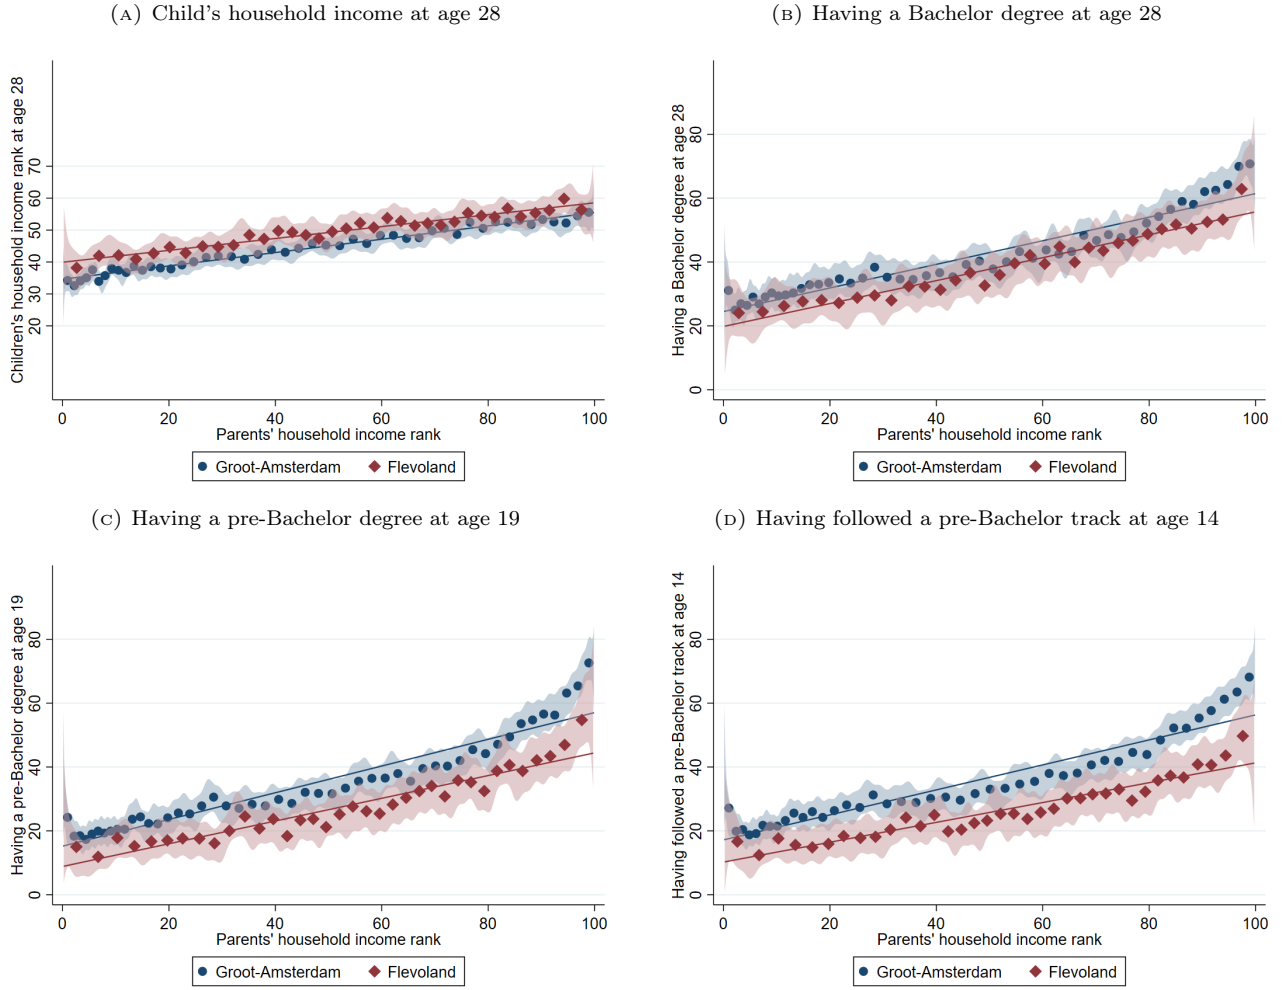 (A) Child's household income at age 28
Children's household income rank at age 28
70
60
50
40
30
20
0 20 40 60 80 100
Parents' household income rank
Groot-Amsterdam Flevoland
(B) Having a Bachelor degree at age 28
Having a Bachelor degree at age 28
80
60
40
20
0
0 20 40 60 80 100
Parents' household income rank
Groot-Amsterdam Flevoland
(C) Having a pre-Bachelor degree at age 19
Having a pre-Bachelor degree at age 19
80
60
40
20
0
0 20 40 60 80 100
Parents' household income rank
Groot-Amsterdam Flevoland
(D) Having followed a pre-Bachelor track at age 14
Having followed a pre-Bachelor track at age 14
80
60
40
20
0
0 20 40 60 80 100
Parents' household income rank
Groot-Amsterdam Flevoland